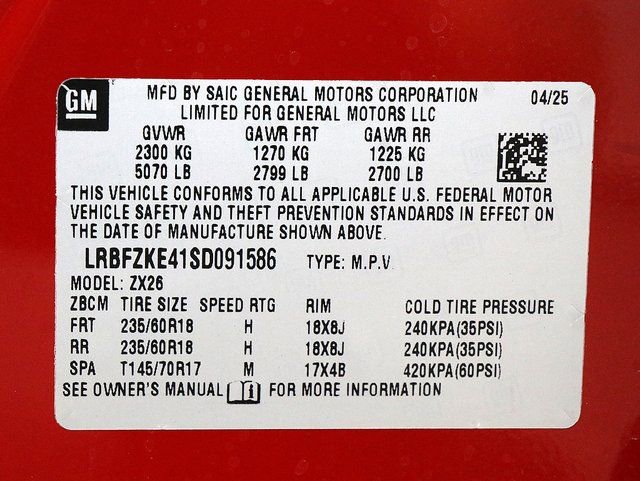 GM
MFD BY SAIC GENERAL MOTORS CORPORATION 04/25
LIMITED FOR GENERAL MOTORS LLC
GVWR GAWR FRT GAWR RR
2300 KG 1270 KG 1225 KG
5070 LB 2799 LB 2700 LB
THIS VEHICLE CONFORMS TO ALL APPLICABLE U.S. FEDERAL MOTOR
VEHICLE SAFETY AND THEFT PREVENTION STANDARDS IN EFFECT ON
THE DATE OF MANUFACTURE SHOWN ABOVE.
LRBFZKE41SD091586 TYPE: M.P.V
MODEL: ZX26
ZBCM TIRE SIZE SPEED RTG RIM COLD TIRE PRESSURE
FRT 235/60R18 H 18X8J 240KPA(35PSI)
RR 235/60R18 H 18X8J 240KPA(35PSI)
SPA T145/70R17 M 17X4B 420KPA(60PSI)
SEE OWNER'S MANUAL FOR MORE INFORMATION